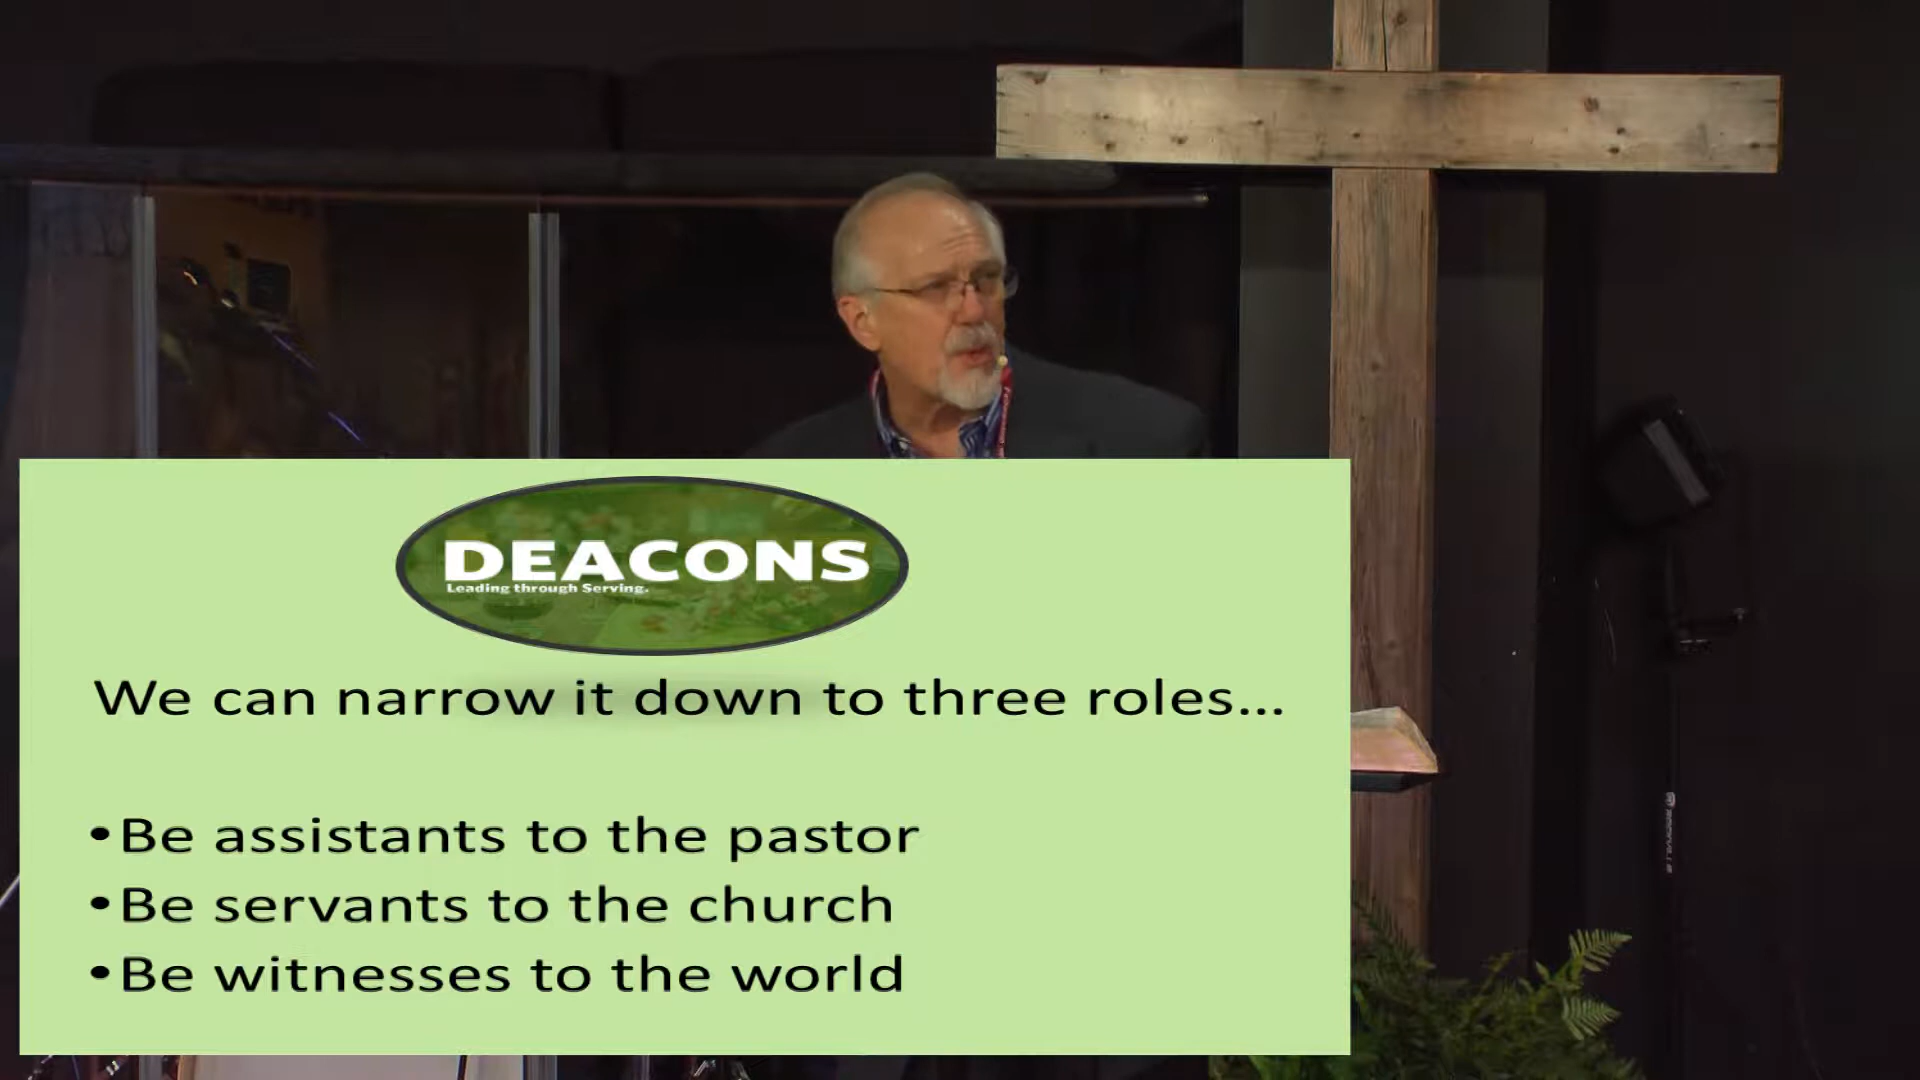 DEACONS
Leading through Serving.
We can narrow it down to three roles...
•Be assistants to the pastor
•Be servants to the church
•Be witnesses to the world